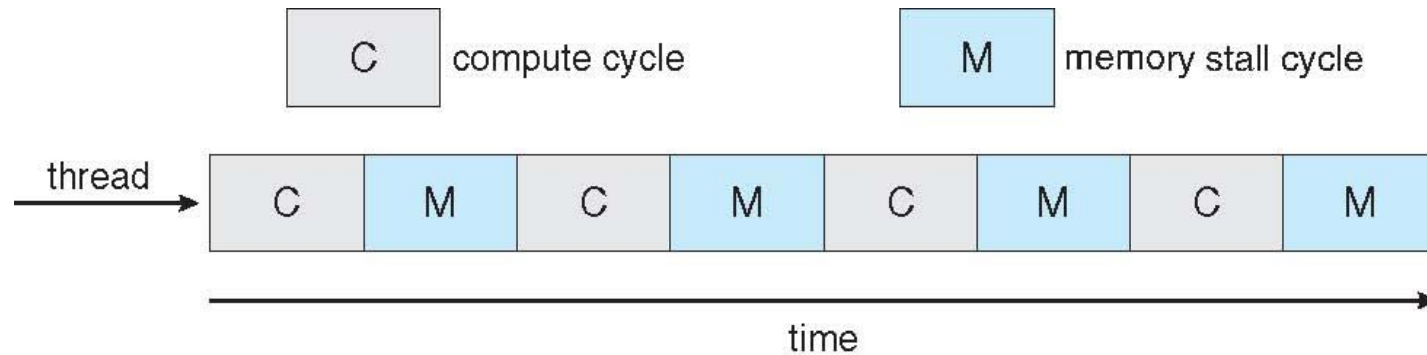 C compute cycle M memory stall cycle
thread
C M C M C M C M
time